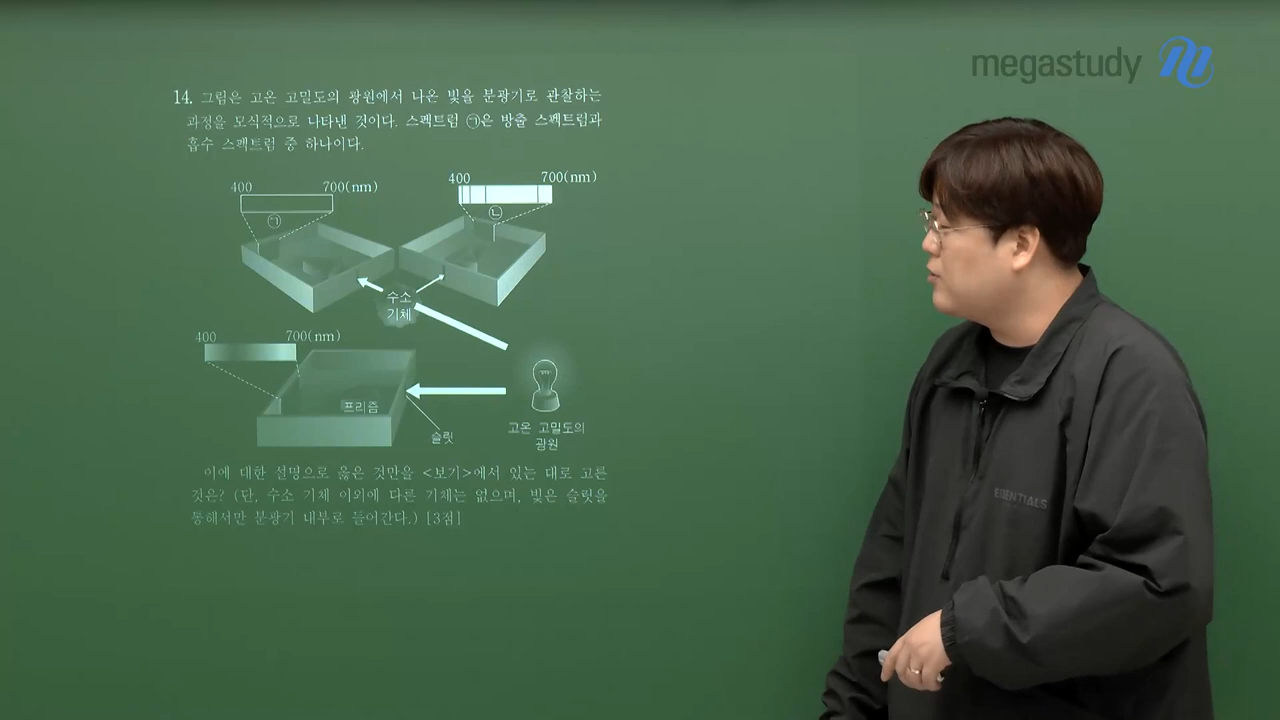 megastudy
14. 그림은 고온 고밀도의 광원에서 나온 빛을 분광기로 관찰하는
과정을 모식적으로 나타낸 것이다. 스펙트럼 ㉠은 방출 스펙트럼과
흡수 스펙트럼 중 하나이다.
400 700(nm)
㉠
400 700(nm)
㉡
수소
기체
400 700(nm)
프리즘
슬릿
고온 고밀도의
광원
이에 대한 설명으로 옳은 것만을 <보기>에서 있는 대로 고른
것은? (단, 수소 기체 이외에 다른 기체는 없으며, 빛은 슬릿을
통해서만 분광기 내부로 들어간다.) [3점]
ESSENTIALS